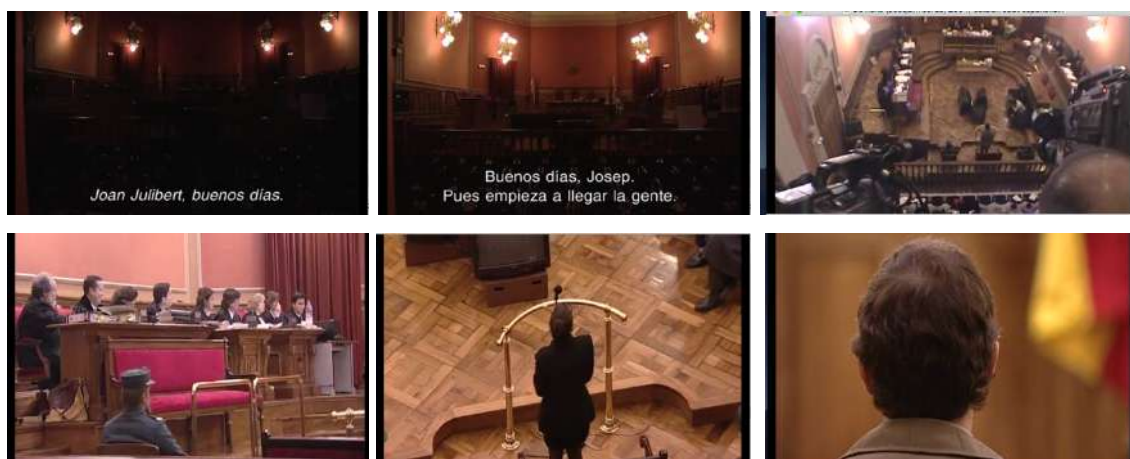 Joan Julibert, buenos días.
Buenos días, Josep.
Pues empieza a llegar la gente.